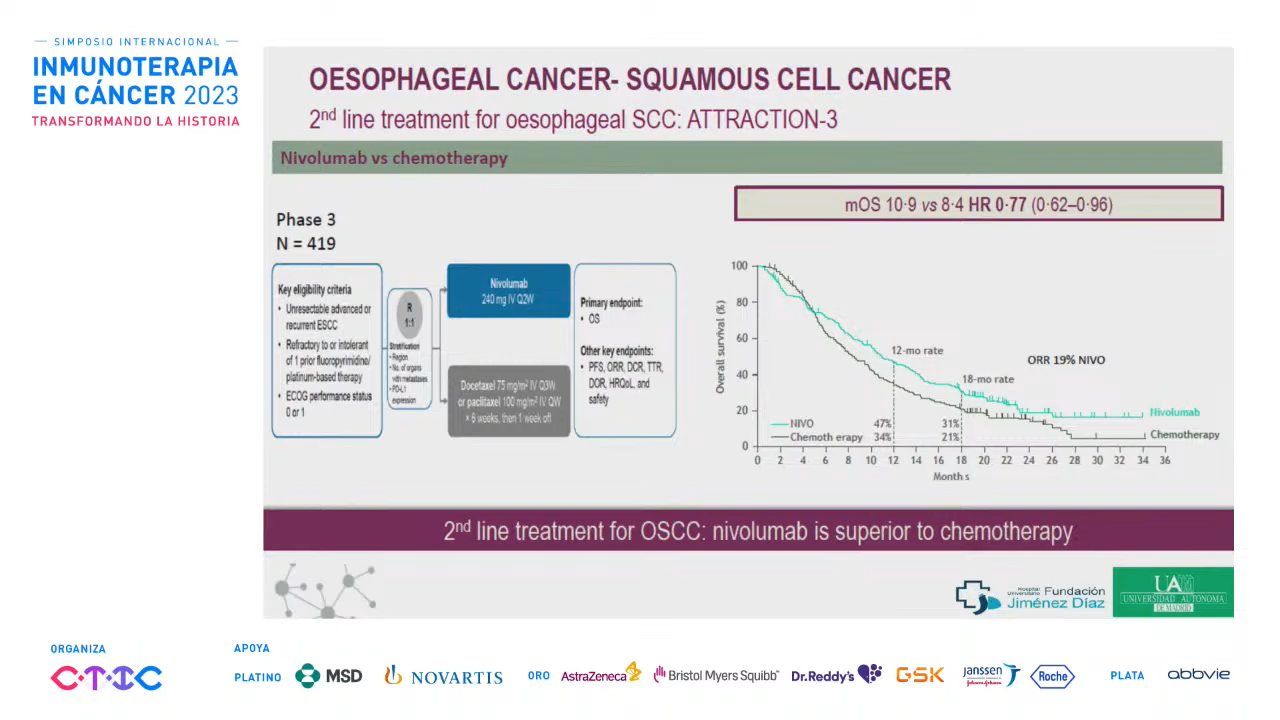 SIMPOSIO INTERNACIONAL
INMUNOTERAPIA
EN CÁNCER 2023
TRANSFORMANDO LA HISTORIA
OESOPHAGEAL CANCER- SQUAMOUS CELL CANCER
2nd line treatment for oesophageal SCC: ATTRACTION-3
Nivolumab vs chemotherapy
Phase 3
N = 419
Key eligibility criteria
• Unresectable advanced or
recurrent ESCC
• Refractory to or intolerant
of 1 prior fluoropyrimidine/
platinum-based therapy
• ECOG performance status
0 or 1
R
1:1
Stratification
• Region
• No. of organs
with metastases
• PD-L1
expression
Nivolumab
240 mg IV Q2W
Docetaxel 75 mg/m² IV Q3W
or paclitaxel 100 mg/m² IV QW
× 6 weeks, then 1 week off
Primary endpoint:
• OS
Other key endpoints:
• PFS, ORR, DCR, TTR,
DOR, HRQoL, and
safety
mOS 10·9 vs 8·4 HR 0·77 (0·62–0·96)
Overall survival (%)
100
80
60
40
20
0
12-mo rate
18-mo rate
ORR 19% NIVO
NIVO 47% 31%
Chemoth erapy 34% 21%
Nivolumab
Chemotherapy
0 2 4 6 8 10 12 14 16 18 20 22 24 26 28 30 32 34 36
Month s
2nd line treatment for OSCC: nivolumab is superior to chemotherapy
Hospital
Universitario
Fundación
Jiménez Díaz
UAM
UNIVERSIDAD AUTONOMA
DE MADRID
ORGANIZA
CTIC
APOYA
PLATINO
MSD
NOVARTIS
ORO
AstraZeneca
Bristol Myers Squibb
Dr.Reddy's
GSK
Janssen
Johnson-Johnson
Roche
PLATA
abbvie